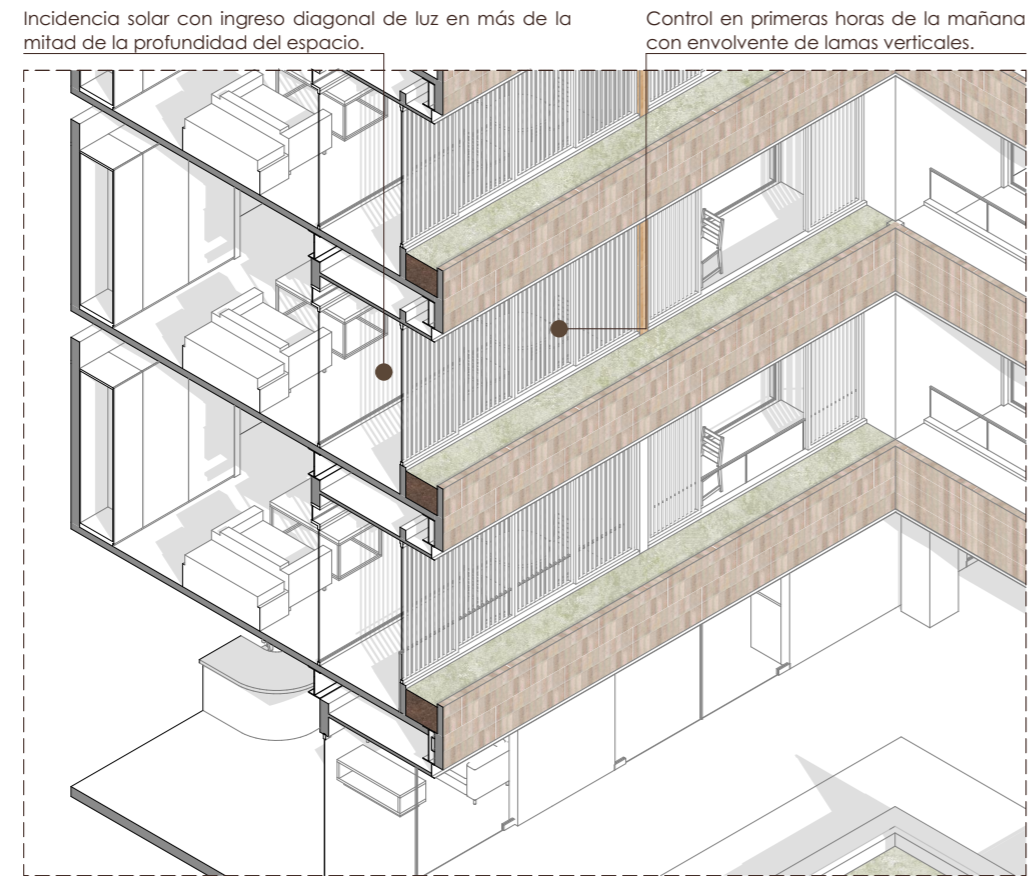 Incidencia solar con ingreso diagonal de luz en más de la
mitad de la profundidad del espacio.
Control en primeras horas de la mañana
con envolvente de lamas verticales.